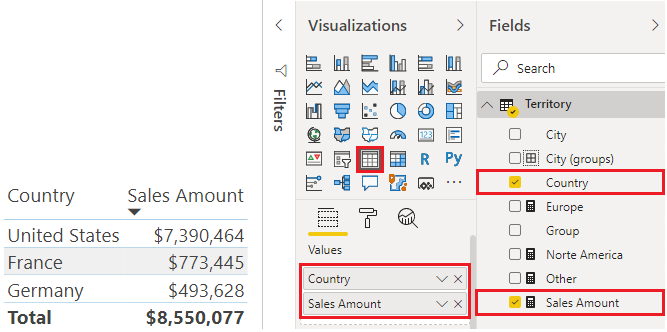 Country Sales Amount
United States $7,390,464
France $773,445
Germany $493,628
Total $8,550,077
Filters
Visualizations
123
R Py
Values
Country
Sales Amount
Fields
Search
Territory
City
City (groups)
Country
Europe
Group
Norte America
Other
Sales Amount